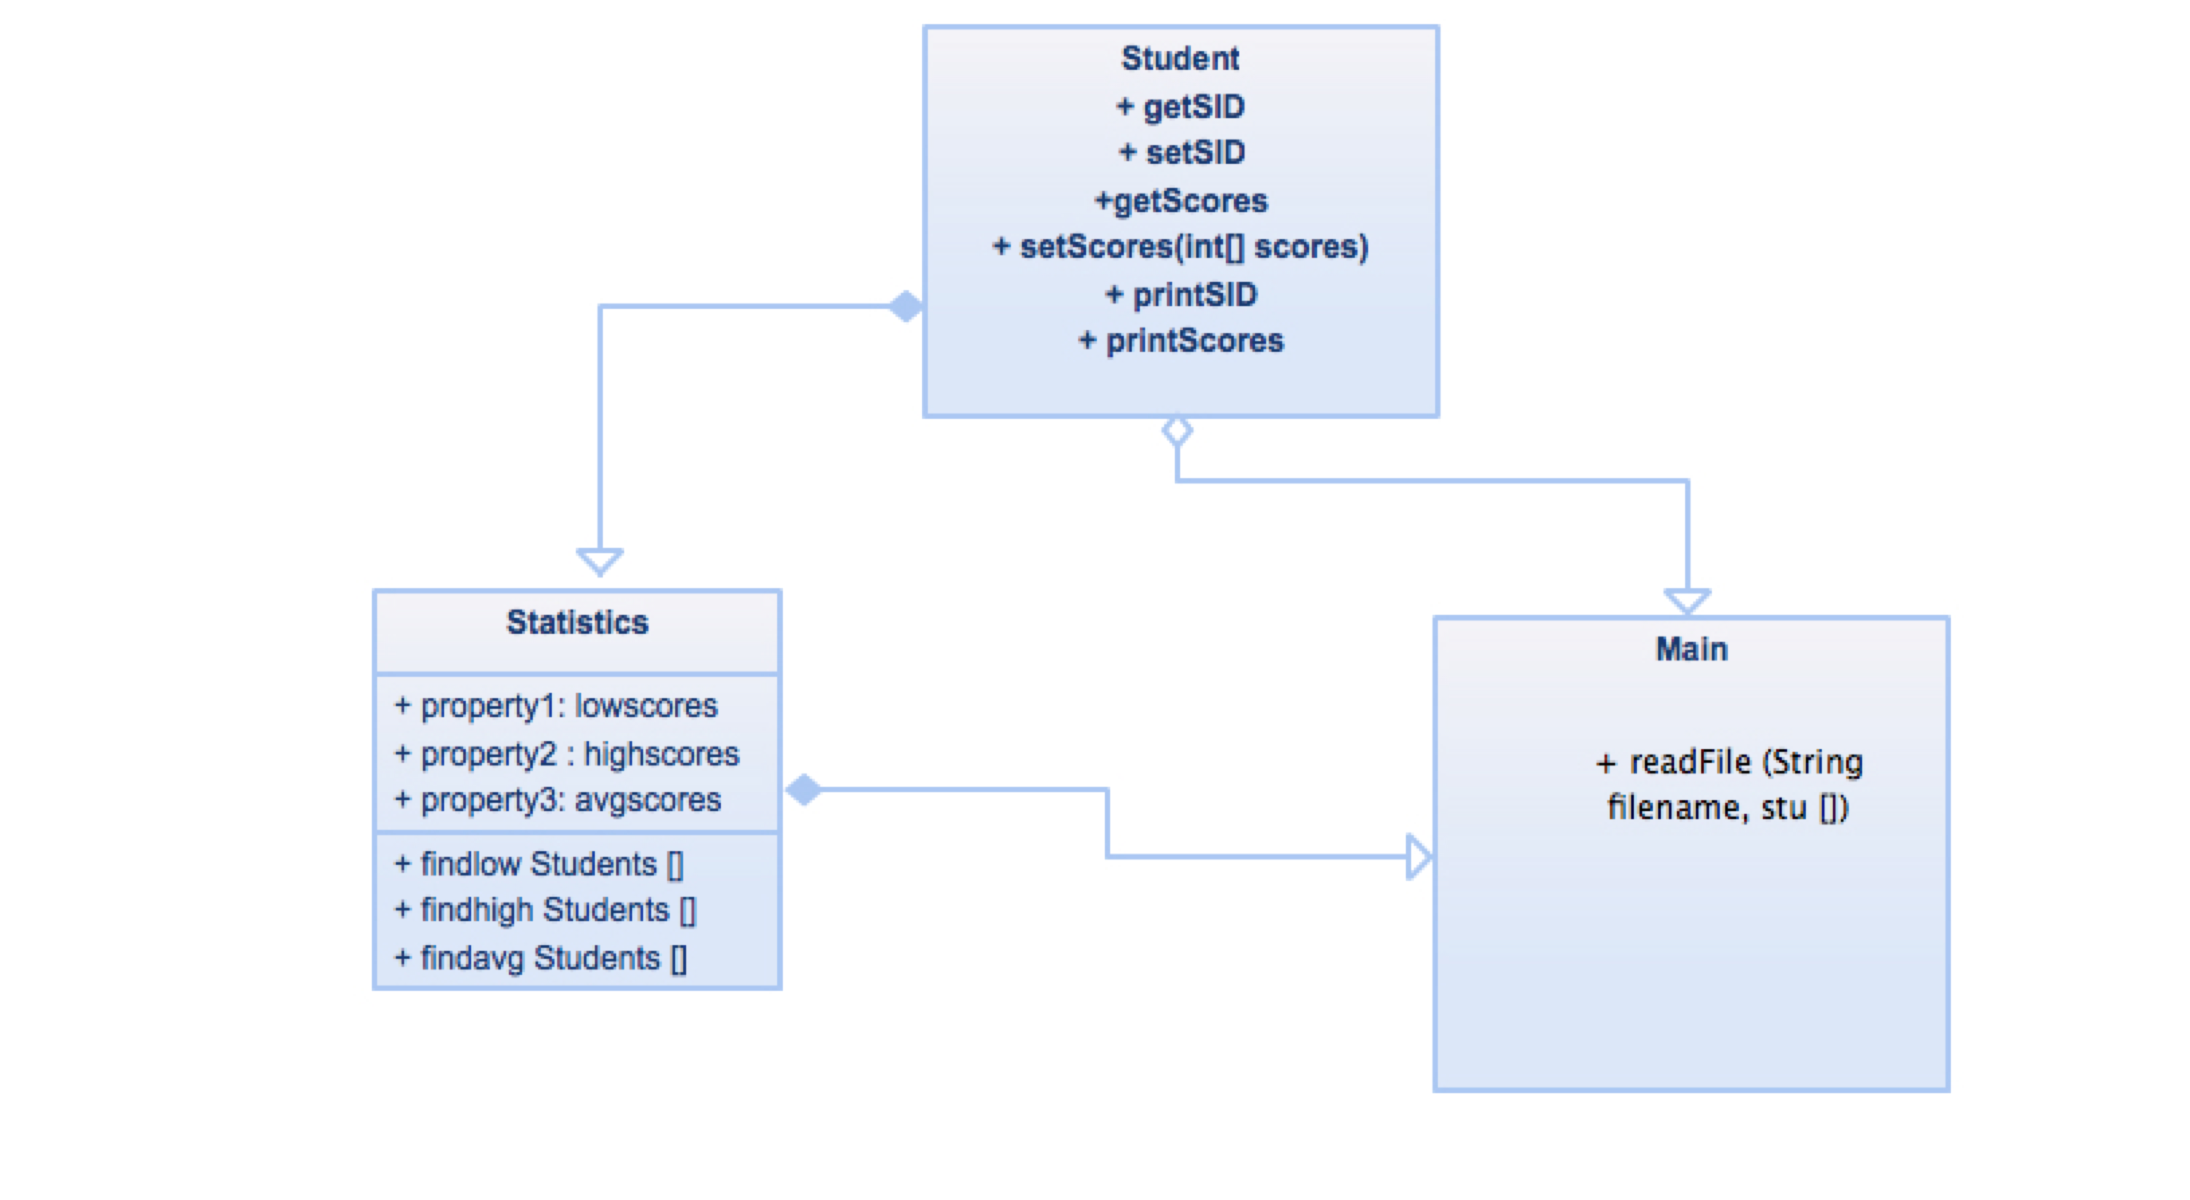 Student
+ getSID
+ setSID
+getScores
+ setScores(int[] scores)
+ printSID
+ printScores
Statistics
+ property1: lowscores
+ property2 : highscores
+ property3: avgscores
+ findlow Students []
+ findhigh Students []
+ findavg Students []
Main
+ readFile (String
filename, stu [])